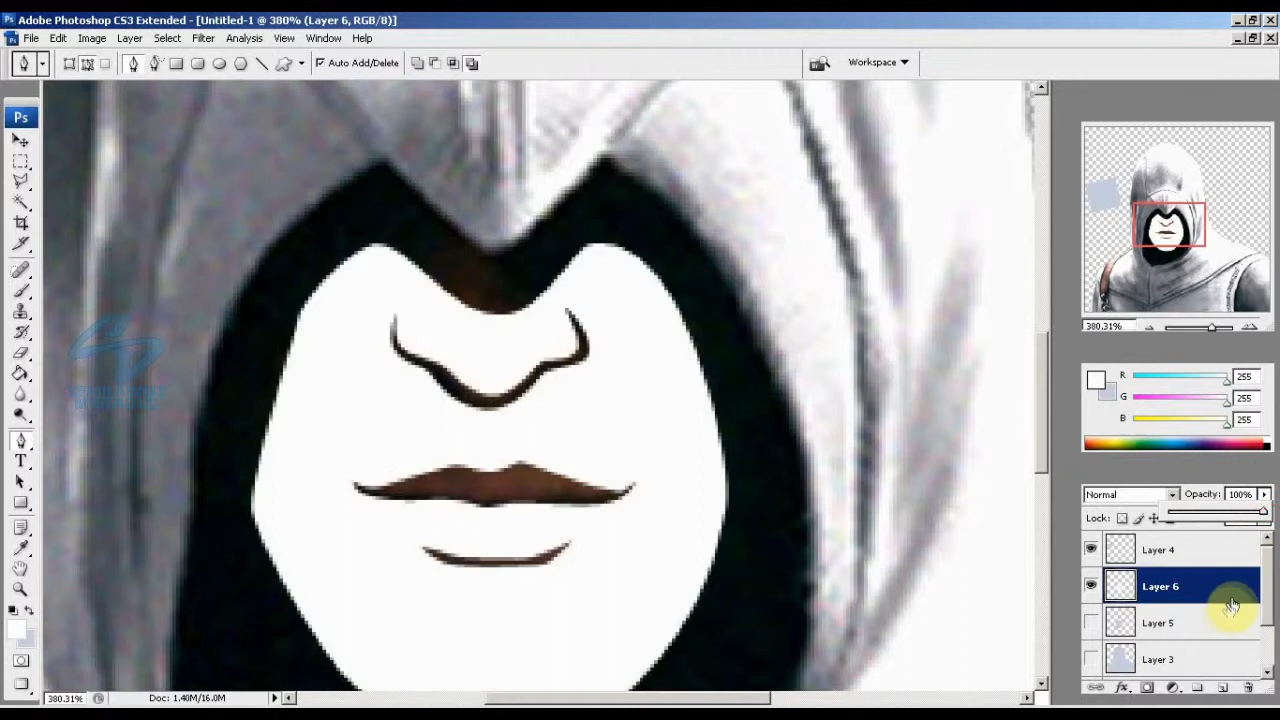 Adobe Photoshop CS3 Extended - [Untitled-1 @ 380% (Layer 6, RGB/8)]
File Edit Image Layer Select Filter Analysis View Window Help
Auto Add/Delete
Workspace
Ps
380.31%
R 255
G 255
B 255
Normal Opacity: 100%
Lock:
Layer 4
Layer 6
Layer 5
Layer 3
380.31% Doc: 1.40M/16.0M